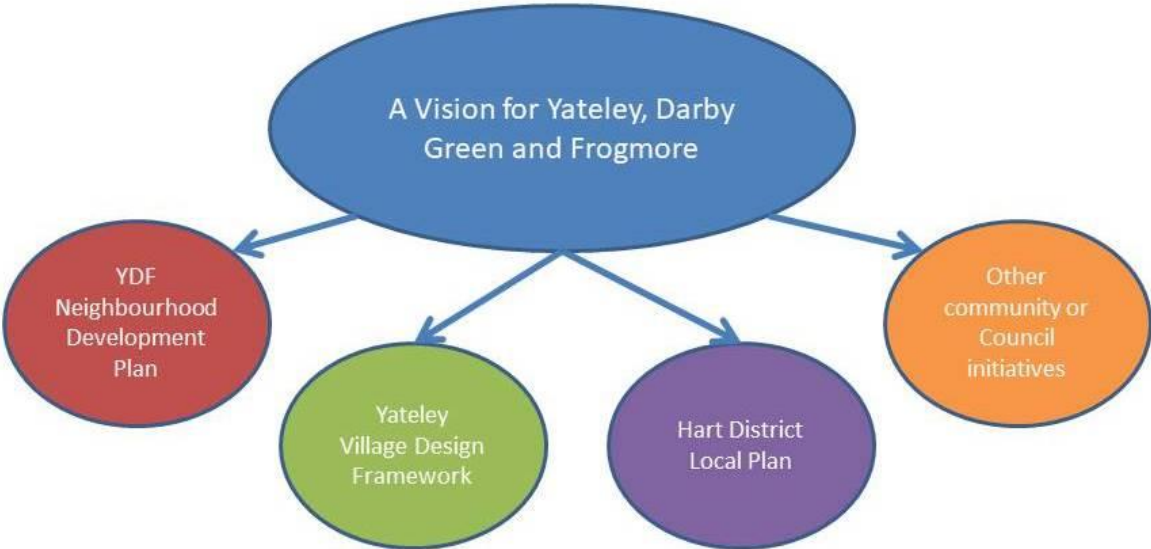 A Vision for Yateley, Darby
Green and Frogmore
YDF
Neighbourhood
Development
Plan
Yateley
Village Design
Framework
Hart District
Local Plan
Other
community or
Council
initiatives